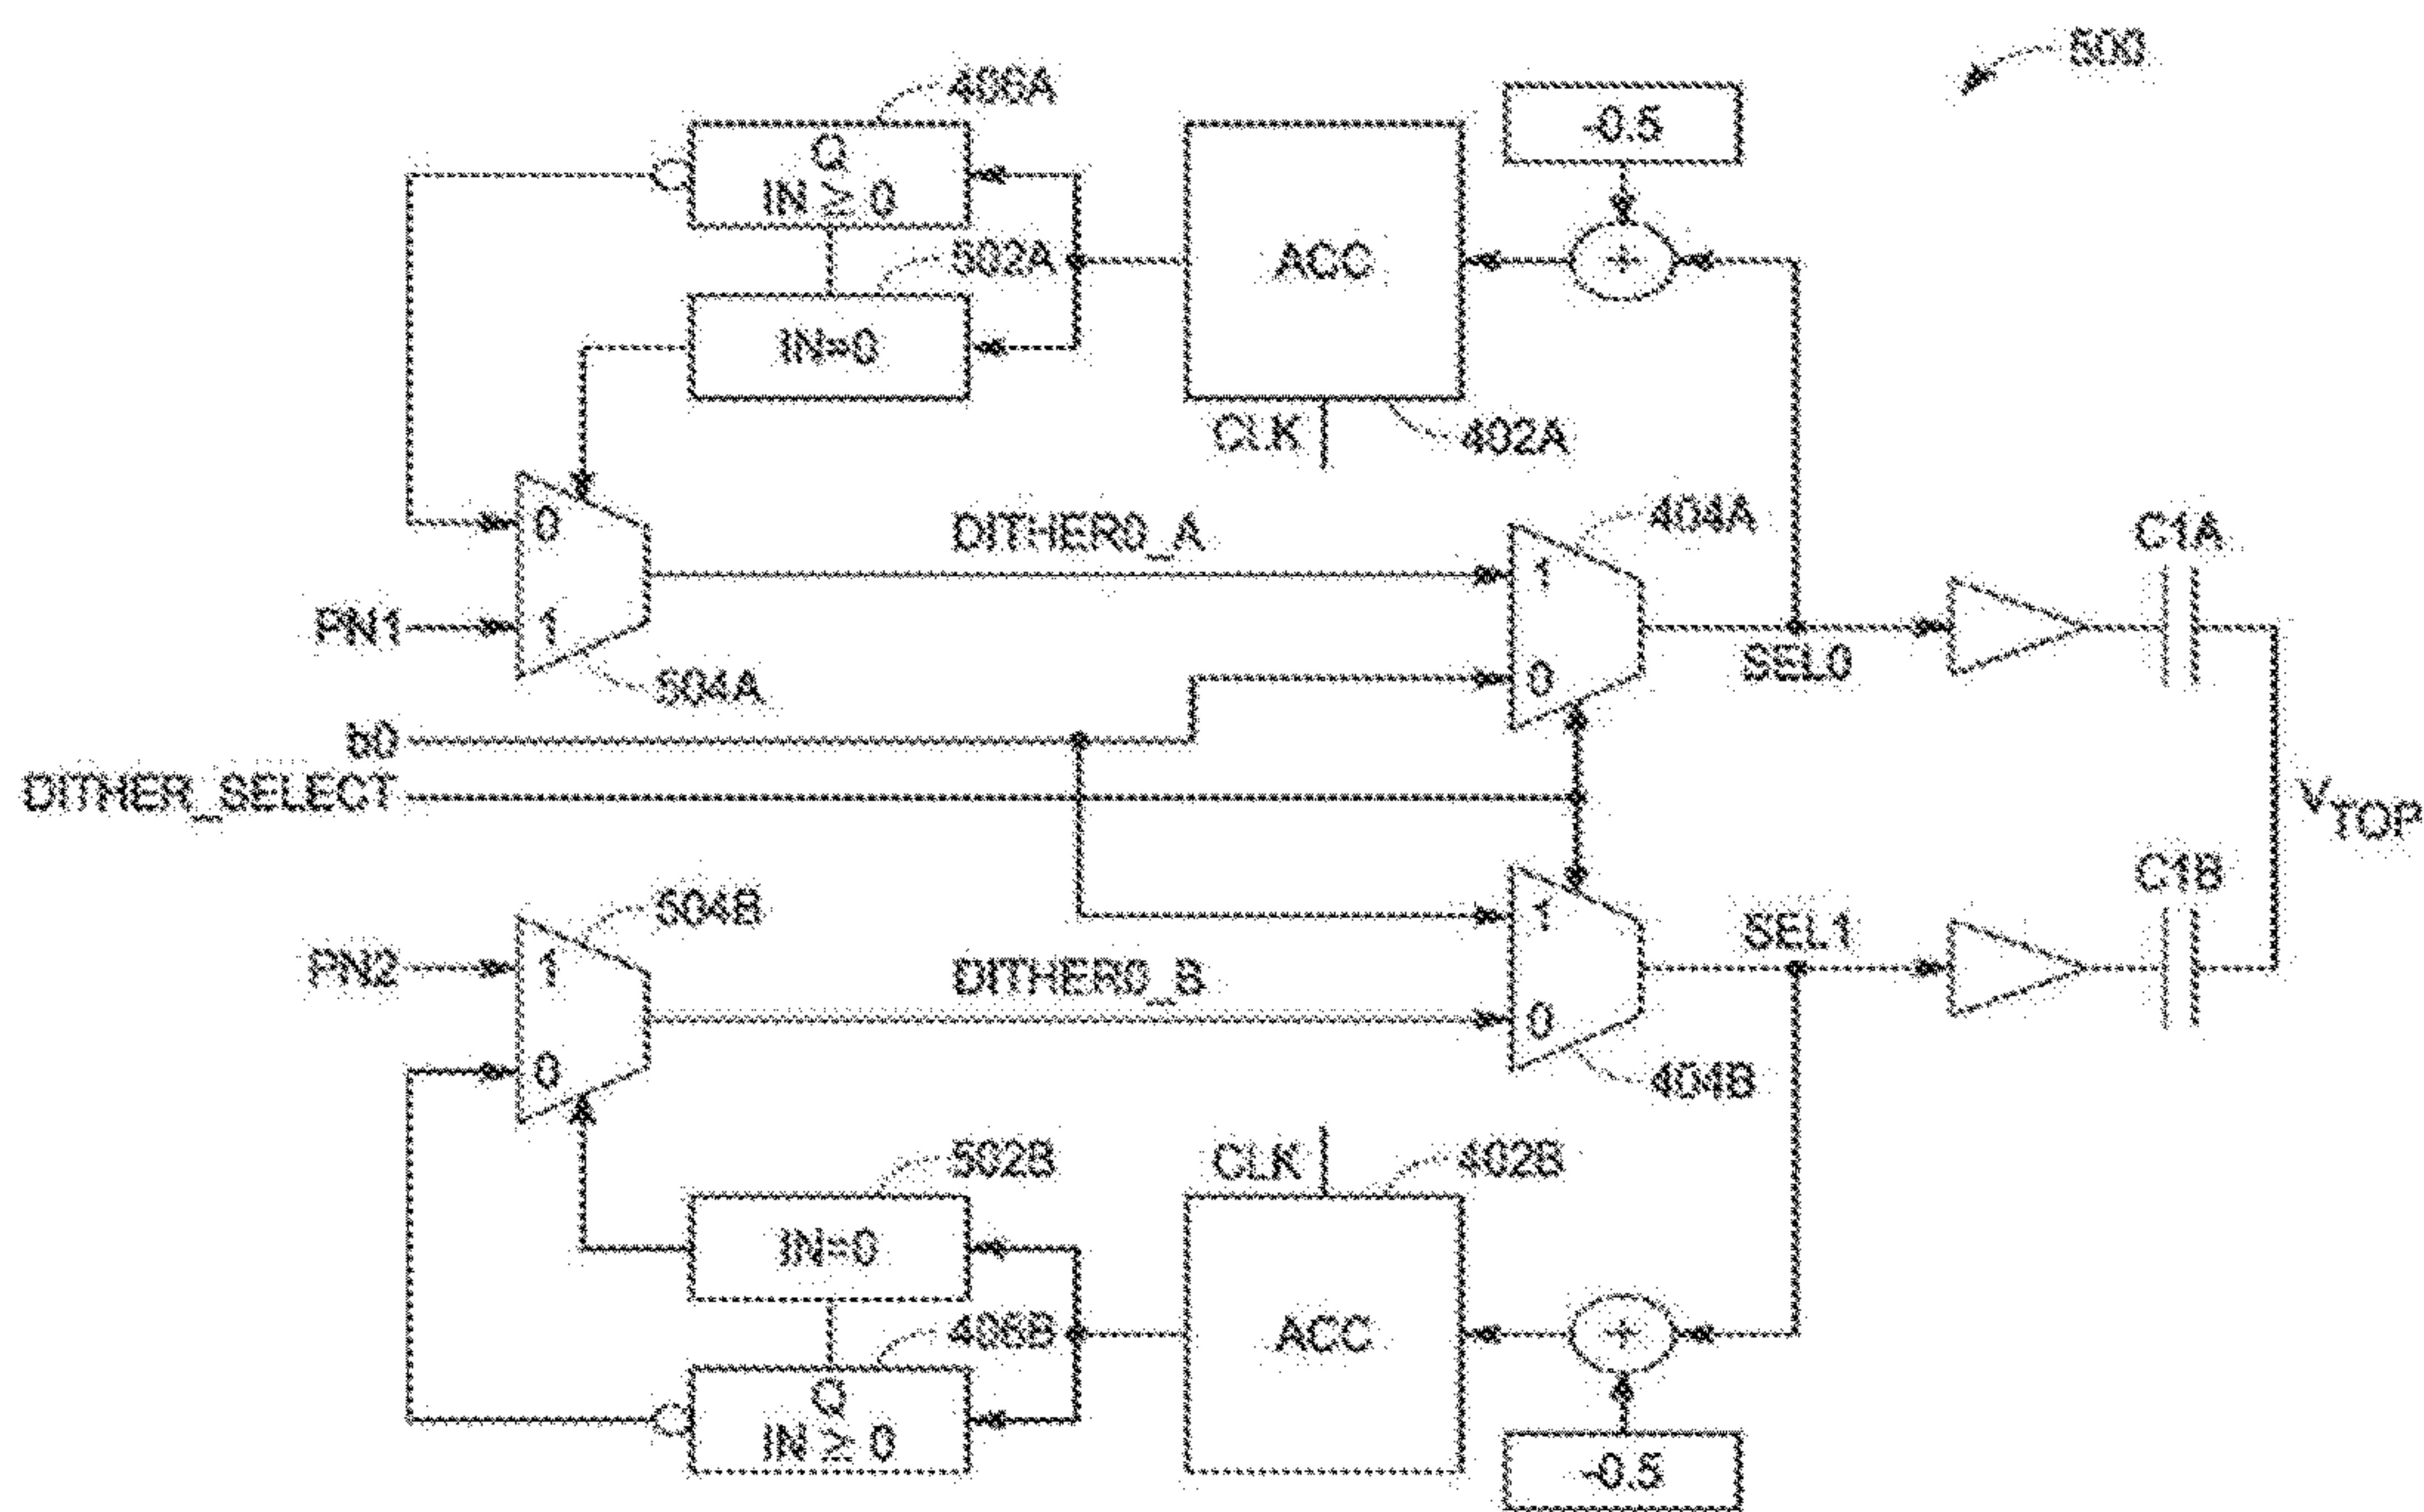 500
406A
-0.5
Q
IN ≥ 0
502A
ACC
+
IN=0
CLK
402A
404A
C1A
DITHER0_A
0
1
PN1
1
504A
SEL0
0
b0
DITHER_SELECT
VTOP
C1B
504B
1
SEL1
PN2
1
DITHER0_B
0
0
404B
502B
CLK
402B
IN=0
406B
ACC
+
Q
IN ≥ 0
-0.5